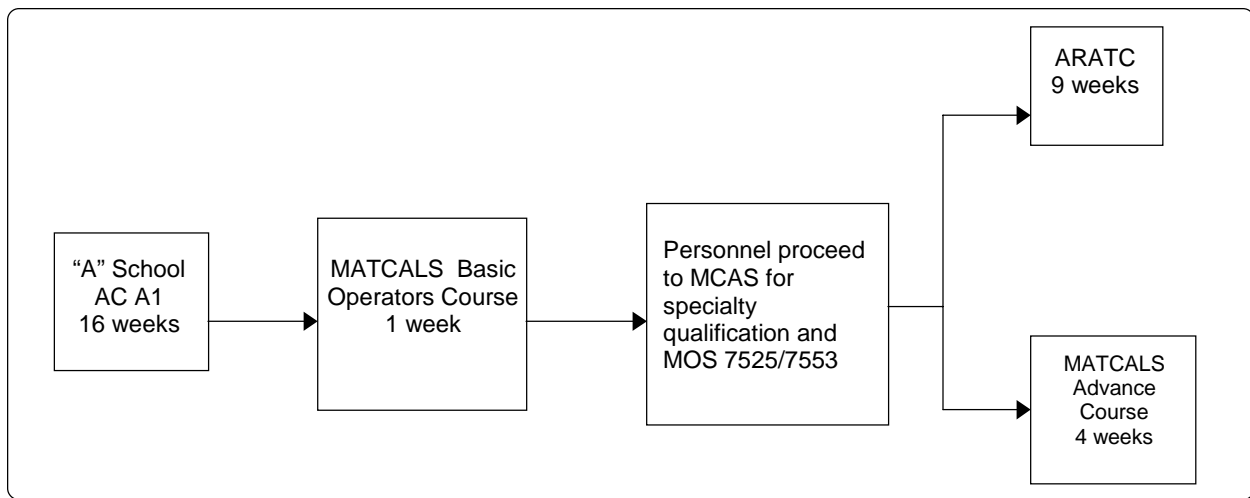 “A” School
AC A1
16 weeks
MATCALS Basic
Operators Course
1 week
Personnel proceed
to MCAS for
specialty
qualification and
MOS 7525/7553
ARATC
9 weeks
MATCALS
Advance
Course
4 weeks